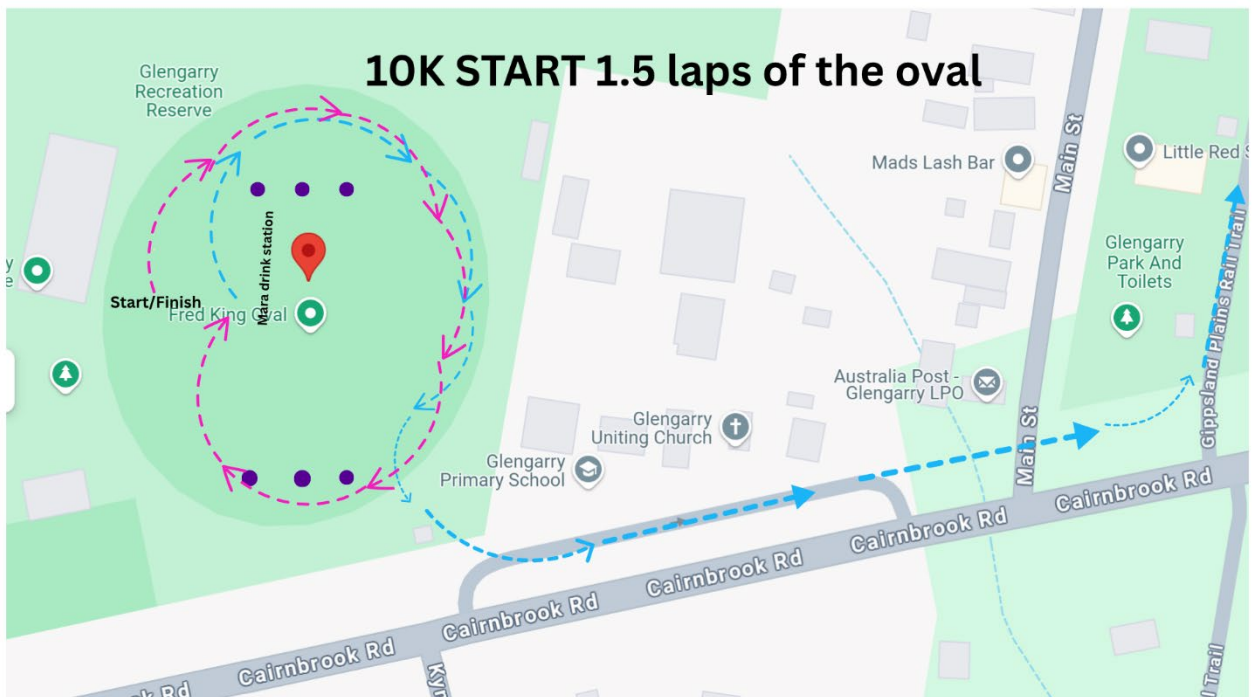 10K START 1.5 laps of the oval
Glengarry
Recreation
Reserve
Mads Lash Bar
Main St
Little Red S
Mara drink station
Start/Finish
Fred King Oval
y
e
Glengarry
Park And
Toilets
Gippsland Plains Rail Trail
Australia Post -
Glengarry LPO
Glengarry
Uniting Church
Glengarry
Primary School
Main St
Cairnbrook Rd
Cairnbrook Rd
Cairnbrook Rd
Cairnbrook Rd
Cairnbrook Rd
Rd
l Trail